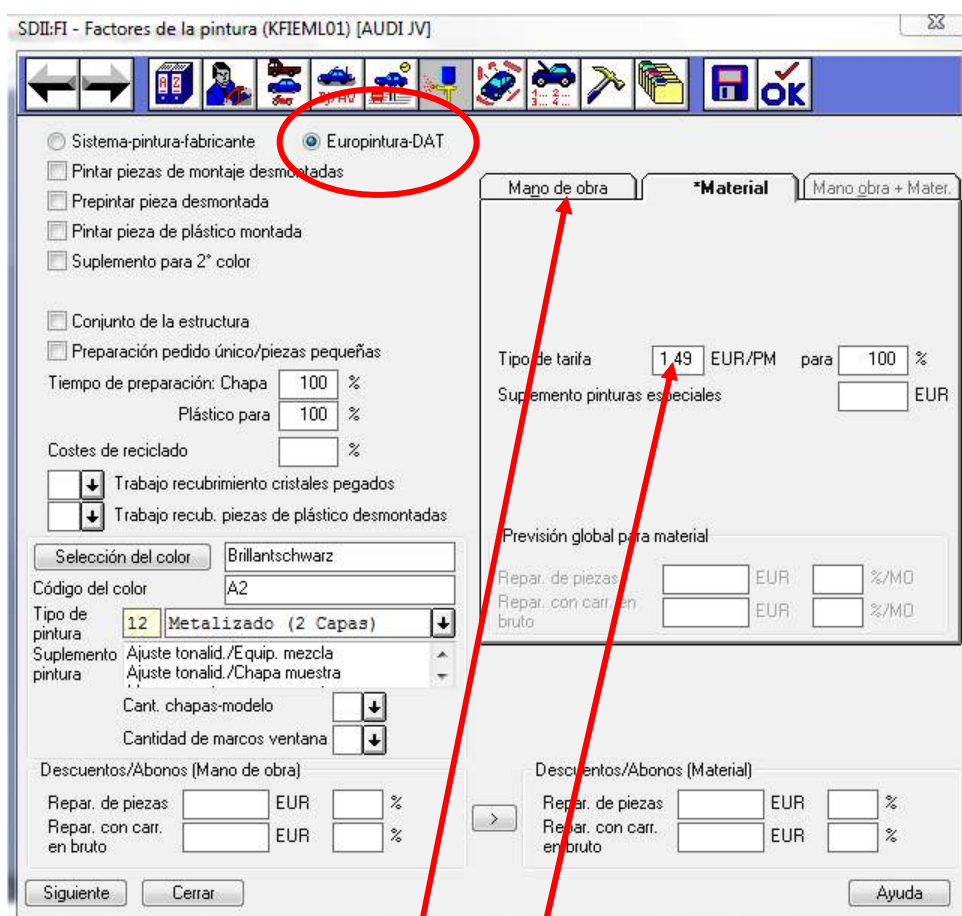 SDII:FI - Factores de la pintura (KFIEML01) [AUDI JV]
OK
Sistema-pintura-fabricante
Europintura-DAT
Pintar piezas de montaje desmontadas
Prepintar pieza desmontada
Pintar pieza de plástico montada
Suplemento para 2° color
Conjunto de la estructura
Preparación pedido único/piezas pequeñas
Tiempo de preparación: Chapa 100 %
Plástico para 100 %
Costes de reciclado %
Trabajo recubrimiento cristales pegados
Trabajo recub. piezas de plástico desmontadas
Selección del color Brillantschwarz
Código del color A2
Tipo de pintura 12 Metalizado (2 Capas)
Suplemento pintura
Ajuste tonalid./Equip. mezcla
Ajuste tonalid./Chapa muestra
Cant. chapas-modelo
Cantidad de marcos ventana
Descuentos/Abonos (Mano de obra)
Repar. de piezas EUR %
Repar. con carr. en bruto EUR %
Siguiente
Cerrar
Mano de obra
*Material
Mano obra + Mater.
Tipo de tarifa 1,49 EUR/PM para 100 %
Suplemento pinturas especiales EUR
Previsión global para material
Repar. de piezas EUR %/MO
Repar. con carr. en bruto EUR %/MO
>
Descuentos/Abonos (Material)
Repar. de piezas EUR %
Repar. con carr. en bruto EUR %
Ayuda